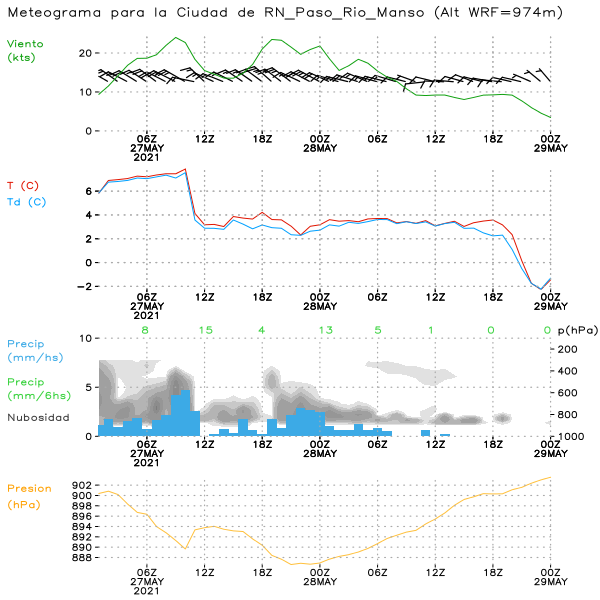 Meteograma para la Ciudad de RN_Paso_Rio_Manso (Alt WRF=974m)
Viento
(kts)
20
10
0
06Z 12Z 18Z 00Z 06Z 12Z 18Z 00Z
27MAY 28MAY 29MAY
2021
T (C)
Td (C)
6
4
2
0
−2
06Z 12Z 18Z 00Z 06Z 12Z 18Z 00Z
27MAY 28MAY 29MAY
2021
8 15 4 13 5 1 0 0 p(hPa)
Precip
(mm/hs)
Precip
(mm/6hs)
Nubosidad
10
5
0
200
400
600
800
1000
06Z 12Z 18Z 00Z 06Z 12Z 18Z 00Z
27MAY 28MAY 29MAY
2021
Presion
(hPa)
902
900
898
896
894
892
890
888
06Z 12Z 18Z 00Z 06Z 12Z 18Z 00Z
27MAY 28MAY 29MAY
2021